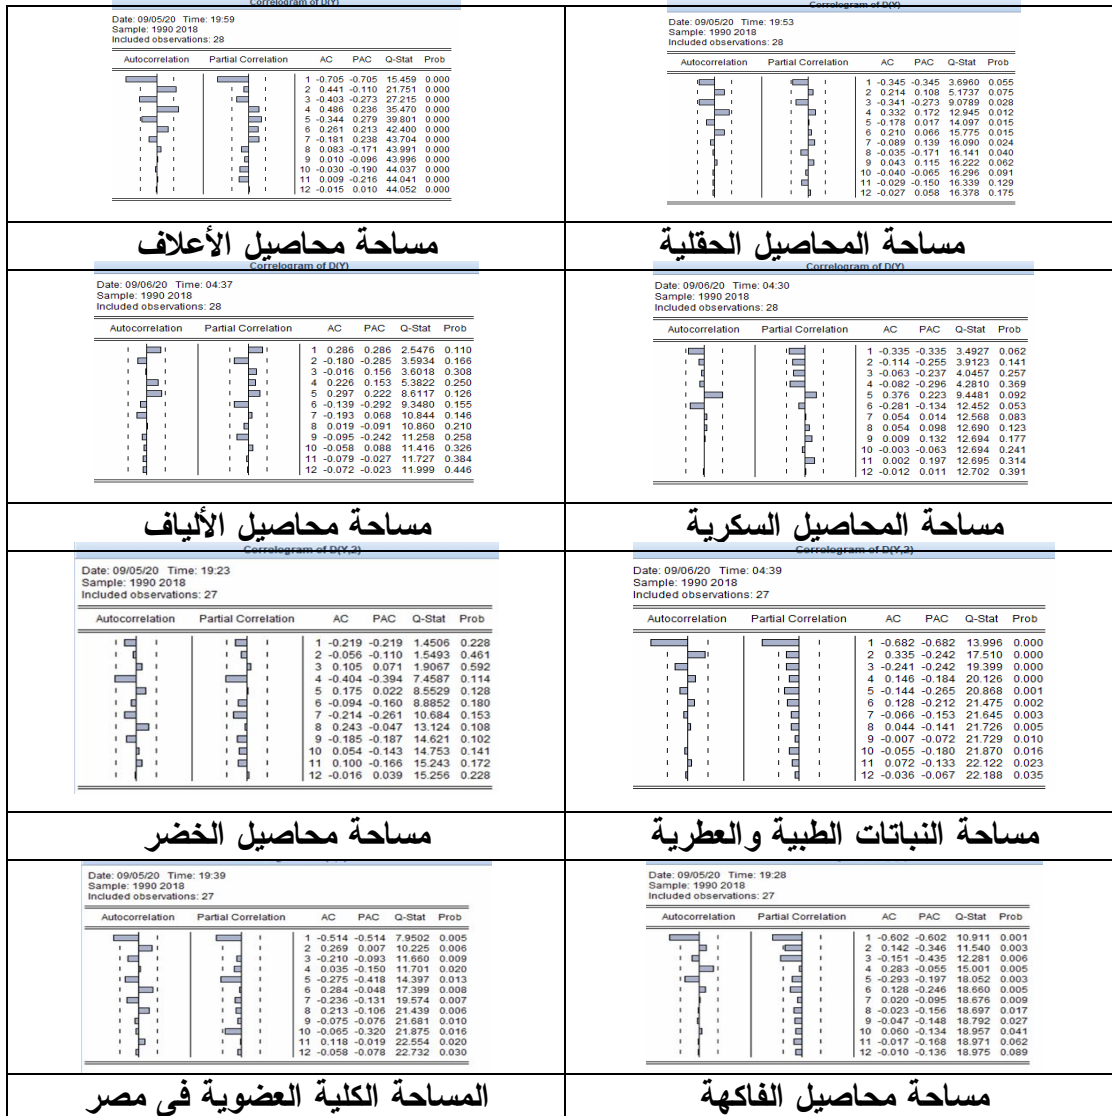 Correlogram of D(Y)
Date: 09/05/20 Time: 19:53
Sample: 1990 2018
Included observations: 28
Autocorrelation Partial Correlation AC PAC Q-Stat Prob
1 -0.345 -0.345 3.6960 0.055
2 0.214 0.108 5.1737 0.075
3 -0.341 -0.273 9.0789 0.028
4 0.332 0.172 12.945 0.012
5 -0.178 0.017 14.097 0.015
6 0.210 0.066 15.775 0.015
7 -0.089 0.139 16.090 0.024
8 -0.035 -0.171 16.141 0.040
9 0.043 0.115 16.222 0.062
10 -0.040 -0.065 16.296 0.091
11 -0.029 -0.150 16.339 0.129
12 -0.027 0.058 16.378 0.175
مساحة المحاصيل الحقلية
Correlogram of D(Y)
Date: 09/05/20 Time: 19:59
Sample: 1990 2018
Included observations: 28
Autocorrelation Partial Correlation AC PAC Q-Stat Prob
1 -0.705 -0.705 15.459 0.000
2 0.441 -0.110 21.751 0.000
3 -0.403 -0.273 27.215 0.000
4 0.486 0.236 35.470 0.000
5 -0.344 0.279 39.801 0.000
6 0.261 0.213 42.400 0.000
7 -0.181 0.238 43.704 0.000
8 0.083 -0.171 43.991 0.000
9 0.010 -0.096 43.996 0.000
10 -0.030 -0.190 44.037 0.000
11 0.009 -0.216 44.041 0.000
12 -0.015 0.010 44.052 0.000
مساحة محاصيل الأعلاف
Correlogram of D(Y)
Date: 09/06/20 Time: 04:30
Sample: 1990 2018
Included observations: 28
Autocorrelation Partial Correlation AC PAC Q-Stat Prob
1 -0.335 -0.335 3.4927 0.062
2 -0.114 -0.255 3.9123 0.141
3 -0.063 -0.237 4.0457 0.257
4 -0.082 -0.296 4.2810 0.369
5 0.376 0.223 9.4481 0.092
6 -0.281 -0.134 12.452 0.053
7 0.054 0.014 12.568 0.083
8 0.054 0.098 12.690 0.123
9 0.009 0.132 12.694 0.177
10 -0.003 -0.063 12.694 0.241
11 0.002 0.197 12.695 0.314
12 -0.012 0.011 12.702 0.391
مساحة المحاصيل السكرية
Correlogram of D(Y)
Date: 09/06/20 Time: 04:37
Sample: 1990 2018
Included observations: 28
Autocorrelation Partial Correlation AC PAC Q-Stat Prob
1 0.286 0.286 2.5476 0.110
2 -0.180 -0.285 3.5934 0.166
3 -0.016 0.156 3.6018 0.308
4 0.226 0.153 5.3822 0.250
5 0.297 0.222 8.6117 0.126
6 -0.139 -0.292 9.3480 0.155
7 -0.193 0.068 10.844 0.146
8 0.019 -0.091 10.860 0.210
9 -0.095 -0.242 11.258 0.258
10 -0.058 0.088 11.416 0.326
11 -0.079 -0.027 11.727 0.384
12 -0.072 -0.023 11.999 0.446
مساحة محاصيل الألياف
Correlogram of D(Y,2)
Date: 09/06/20 Time: 04:39
Sample: 1990 2018
Included observations: 27
Autocorrelation Partial Correlation AC PAC Q-Stat Prob
1 -0.682 -0.682 13.996 0.000
2 0.335 -0.242 17.510 0.000
3 -0.241 -0.242 19.399 0.000
4 0.146 -0.184 20.126 0.000
5 -0.144 -0.265 20.868 0.001
6 0.128 -0.212 21.475 0.002
7 -0.066 -0.153 21.645 0.003
8 0.044 -0.141 21.726 0.005
9 -0.007 -0.072 21.729 0.010
10 -0.055 -0.180 21.870 0.016
11 0.072 -0.133 22.122 0.023
12 -0.036 -0.067 22.188 0.035
مساحة النباتات الطبية والعطرية
Correlogram of D(Y,2)
Date: 09/05/20 Time: 19:23
Sample: 1990 2018
Included observations: 27
Autocorrelation Partial Correlation AC PAC Q-Stat Prob
1 -0.219 -0.219 1.4506 0.228
2 -0.056 -0.110 1.5493 0.461
3 0.105 0.071 1.9067 0.592
4 -0.404 -0.394 7.4587 0.114
5 0.175 0.022 8.5529 0.128
6 -0.094 -0.160 8.8852 0.180
7 -0.214 -0.261 10.684 0.153
8 0.243 -0.047 13.124 0.108
9 -0.185 -0.187 14.621 0.102
10 0.054 -0.143 14.753 0.141
11 0.100 -0.166 15.243 0.172
12 -0.016 0.039 15.256 0.228
مساحة محاصيل الخضر
Date: 09/05/20 Time: 19:28
Sample: 1990 2018
Included observations: 27
Autocorrelation Partial Correlation AC PAC Q-Stat Prob
1 -0.602 -0.602 10.911 0.001
2 0.142 -0.346 11.540 0.003
3 -0.151 -0.435 12.281 0.006
4 0.283 -0.055 15.001 0.005
5 -0.293 -0.197 18.052 0.003
6 0.128 -0.246 18.660 0.005
7 0.020 -0.095 18.676 0.009
8 -0.023 -0.156 18.697 0.017
9 -0.047 -0.148 18.792 0.027
10 0.060 -0.134 18.957 0.041
11 -0.017 -0.168 18.971 0.062
12 -0.010 -0.136 18.975 0.089
مساحة محاصيل الفاكهة
Date: 09/05/20 Time: 19:39
Sample: 1990 2018
Included observations: 27
Autocorrelation Partial Correlation AC PAC Q-Stat Prob
1 -0.514 -0.514 7.9502 0.005
2 0.269 0.007 10.225 0.006
3 -0.210 -0.093 11.660 0.009
4 0.035 -0.150 11.701 0.020
5 -0.275 -0.418 14.397 0.013
6 0.284 -0.048 17.399 0.008
7 -0.236 -0.131 19.574 0.007
8 0.213 -0.106 21.439 0.006
9 -0.075 -0.076 21.681 0.010
10 -0.065 -0.320 21.875 0.016
11 0.118 -0.019 22.554 0.020
12 -0.058 -0.078 22.732 0.030
المساحة الكلية العضوية في مصر